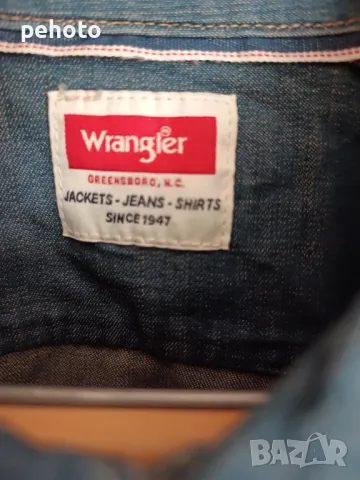 pehoto
Wrangler®
GREENSBORO, N.C.
JACKETS - JEANS - SHIRTS
SINCE 1947
BAZAR